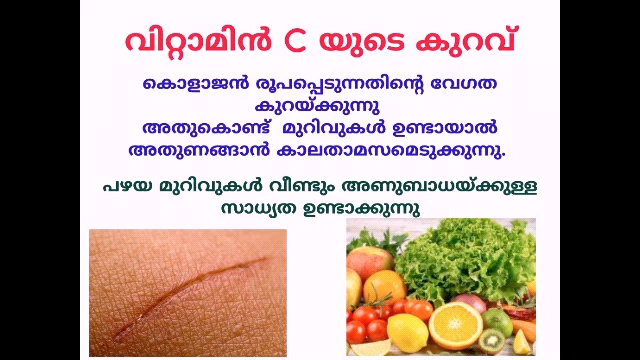 വിറ്റാമിൻ C യുടെ കുറവ്
കൊളാജൻ രൂപപ്പെടുന്നതിന്റെ വേഗത
കുറയ്ക്കുന്നു
അതുകൊണ്ട് മുറിവുകൾ ഉണ്ടായാൽ
അതുണങ്ങാൻ കാലതാമസമെടുക്കുന്നു.
പഴയ മുറിവുകൾ വീണ്ടും അണുബാധയ്ക്കുള്ള
സാധ്യത ഉണ്ടാക്കുന്നു